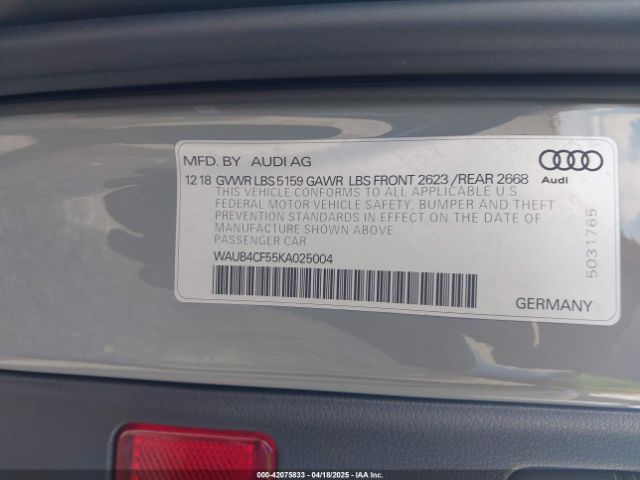 MFD. BY AUDI AG
12 18 GVWR LBS 5159 GAWR LBS FRONT 2623 /REAR 2668
Audi
THIS VEHICLE CONFORMS TO ALL APPLICABLE U.S.
FEDERAL MOTOR VEHICLE SAFETY, BUMPER AND THEFT
PREVENTION STANDARDS IN EFFECT ON THE DATE OF
MANUFACTURE SHOWN ABOVE
PASSENGER CAR
WAUB4CF55KA025004
5031765
GERMANY
000-42075833 - 04/18/2025 - IAAI.COM